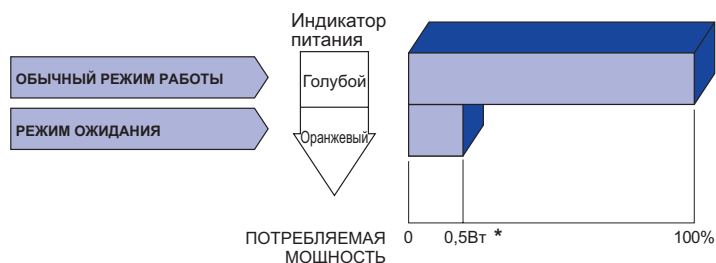 Индикатор
питания
ОБЫЧНЫЙ РЕЖИМ РАБОТЫ
Голубой
РЕЖИМ ОЖИДАНИЯ
Оранжевый
ПОТРЕБЛЯЕМАЯ
МОЩНОСТЬ
0 0,5Вт * 100%